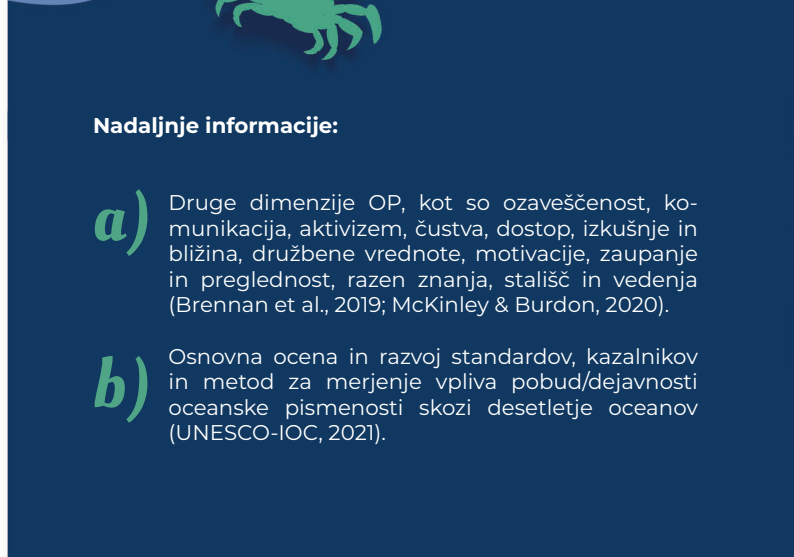 Nadaljnje informacije:
a)
Druge dimenzije OP, kot so ozaveščenost, ko-
munikacija, aktivizem, čustva, dostop, izkušnje in
bližina, družbene vrednote, motivacije, zaupanje
in preglednost, razen znanja, stališč in vedenja
(Brennan et al., 2019; McKinley & Burdon, 2020).
b)
Osnovna ocena in razvoj standardov, kazalnikov
in metod za merjenje vpliva pobud/dejavnosti
oceanske pismenosti skozi desetletje oceanov
(UNESCO-IOC, 2021).